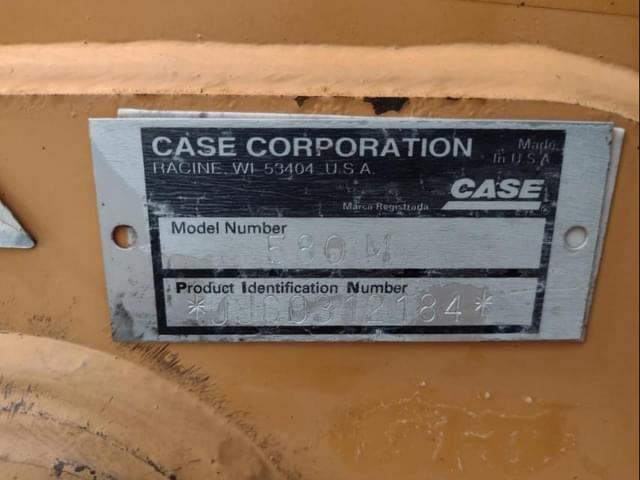 CASE CORPORATION
RACINE, WI 53404 U.S.A.
Made
In U.S.A.
CASE
Marca Registrada
Model Number
580M
Product Identification Number
*JJG0312184*